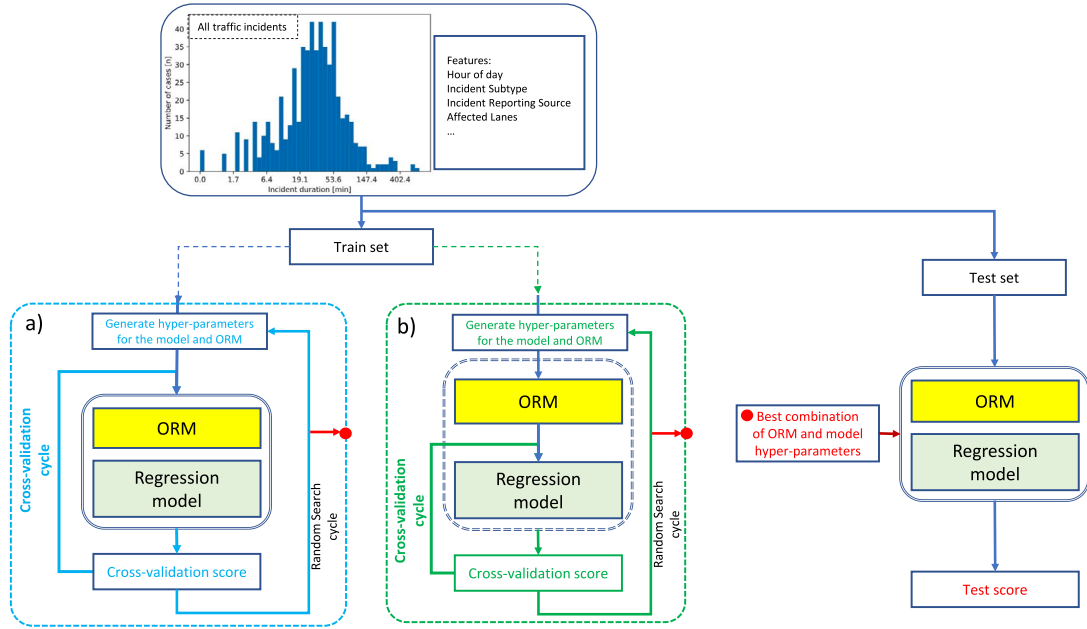 All traffic incidents
Number of cases [n]
40
35
30
25
20
15
10
5
0
0.0 1.7 6.4 19.1 53.6 147.4 402.4
Incident duration [min]
Features:
Hour of day
Incident Subtype
Incident Reporting Source
Affected Lanes
...
Train set
Test set
a)
Generate hyper-parameters
for the model and ORM
Cross-validation
cycle
ORM
Regression
model
Cross-validation score
Random Search
cycle
b)
Generate hyper-parameters
for the model and ORM
Cross-validation
cycle
ORM
Regression
model
Cross-validation score
Random Search
cycle
Best combination
of ORM and model
hyper-parameters
ORM
Regression
model
Test score